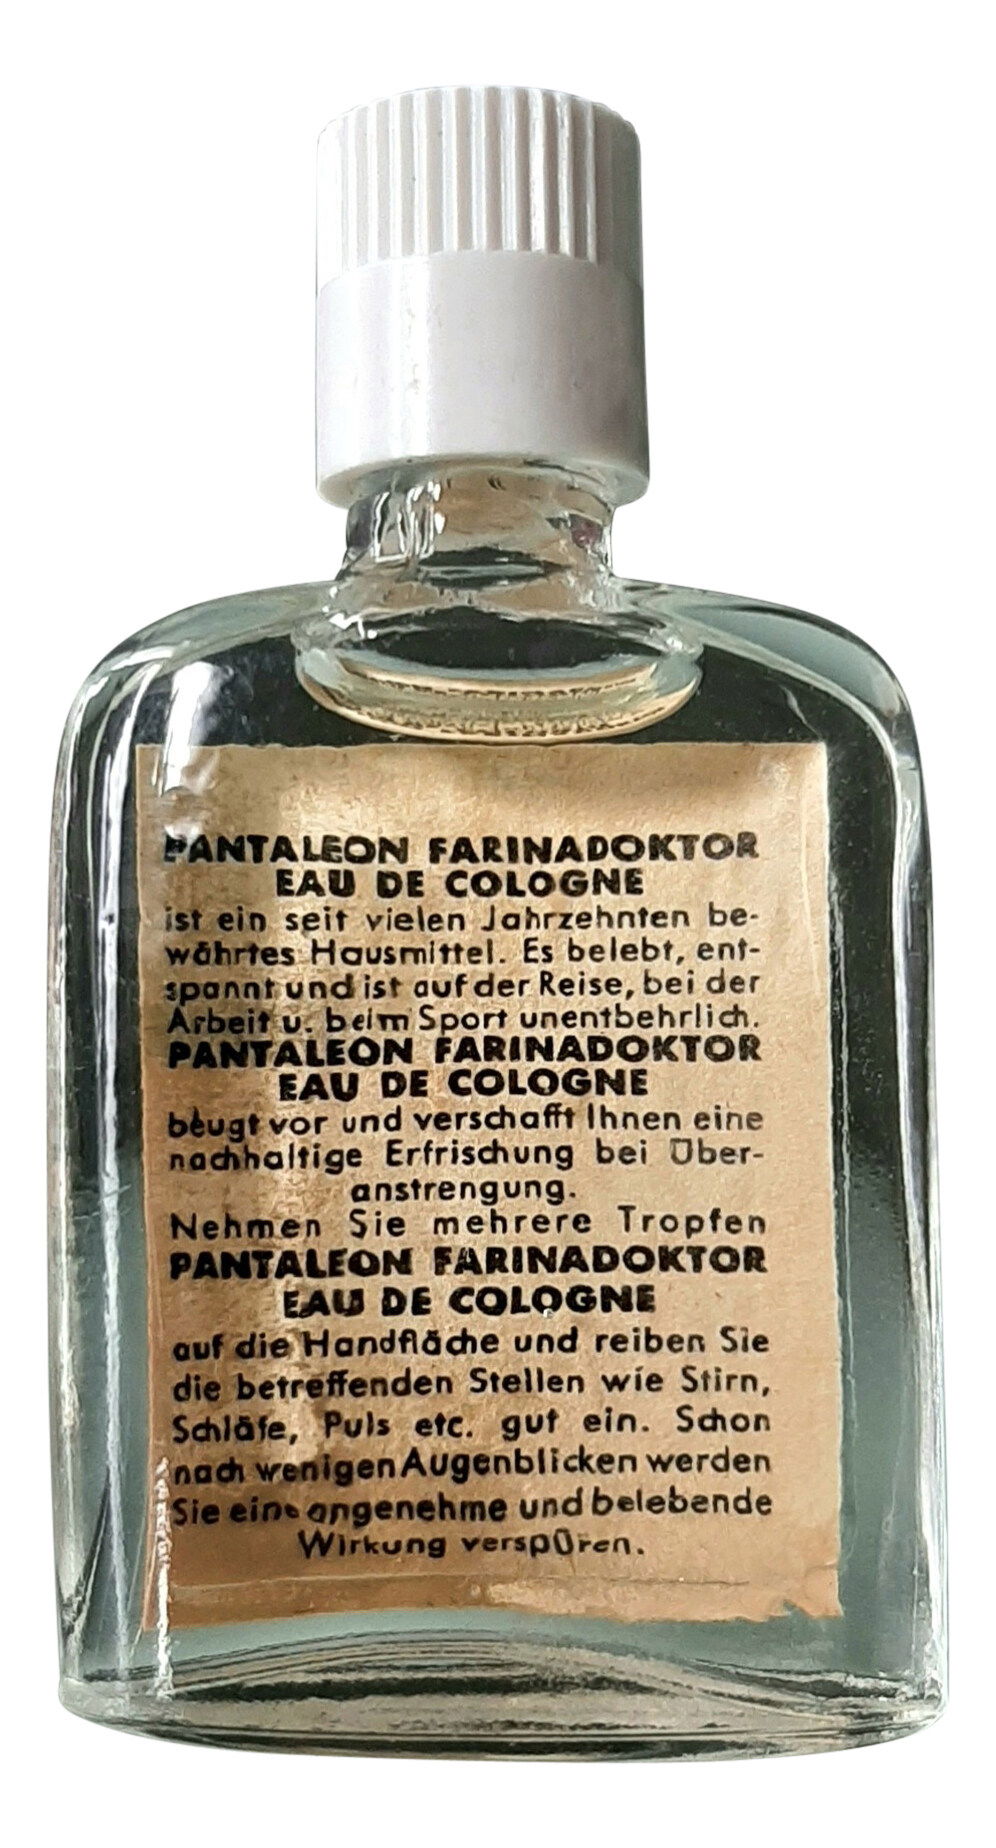 PANTALEON FARINADOKTOR
EAU DE COLOGNE
ist ein seit vielen Jahrzehnten be-
währtes Hausmittel. Es belebt, ent-
spannt und ist auf der Reise, bei der
Arbeit u. beim Sport unentbehrlich.
PANTALEON FARINADOKTOR
EAU DE COLOGNE
beugt vor und verschafft Ihnen eine
nachhaltige Erfrischung bei Über-
anstrengung.
Nehmen Sie mehrere Tropfen
PANTALEON FARINADOKTOR
EAU DE COLOGNE
auf die Handfläche und reiben Sie
die betreffenden Stellen wie Stirn,
Schläfe, Puls etc. gut ein. Schon
nach wenigen Augenblicken werden
Sie eine angenehme und belebende
Wirkung verspüren.